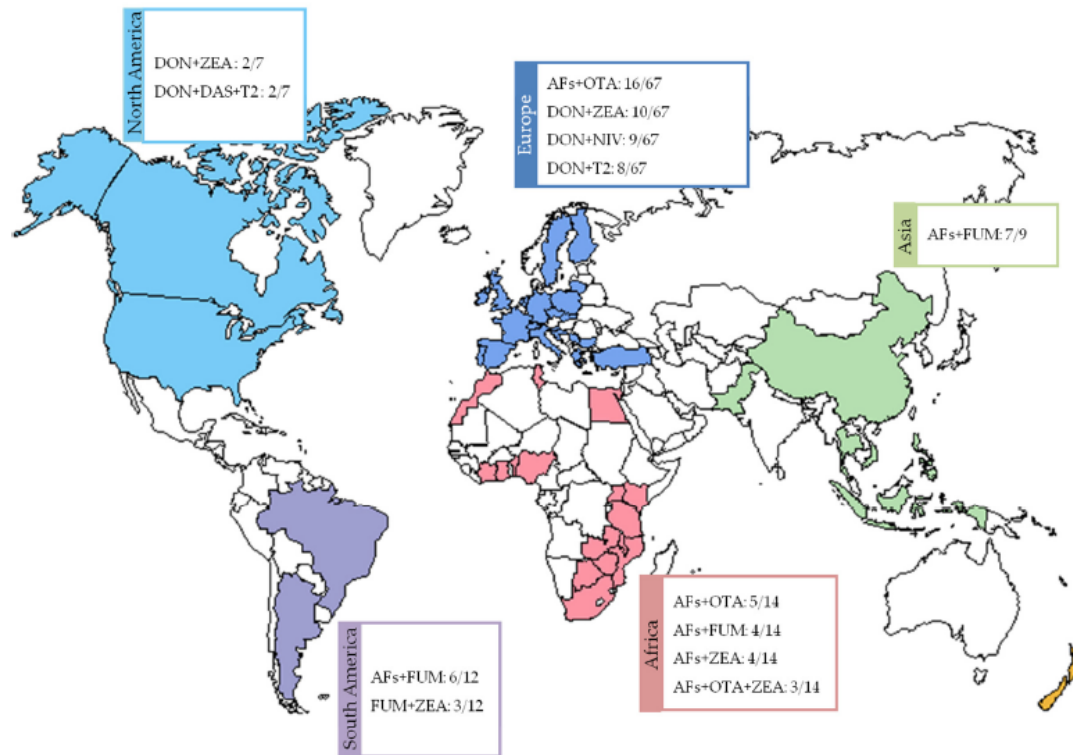 North America
DON+ZEA: 2/7
DON+DAS+T2: 2/7
Europe
AFs+OTA: 16/67
DON+ZEA: 10/67
DON+NIV: 9/67
DON+T2: 8/67
Asia
AFs+FUM: 7/9
South America
AFs+FUM: 6/12
FUM+ZEA: 3/12
Africa
AFs+OTA: 5/14
AFs+FUM: 4/14
AFs+ZEA: 4/14
AFs+OTA+ZEA: 3/14